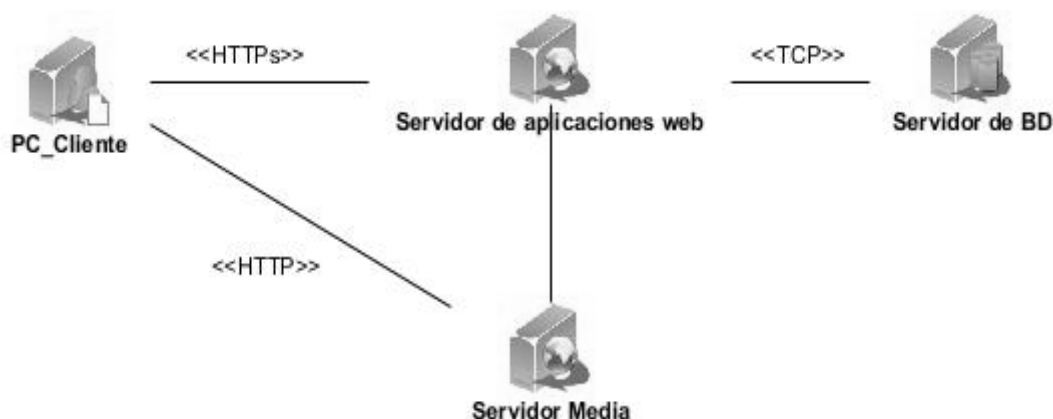 <<HTTPs>>
<<TCP>>
PC_Cliente
Servidor de aplicaciones web
Servidor de BD
<<HTTP>>
Servidor Media